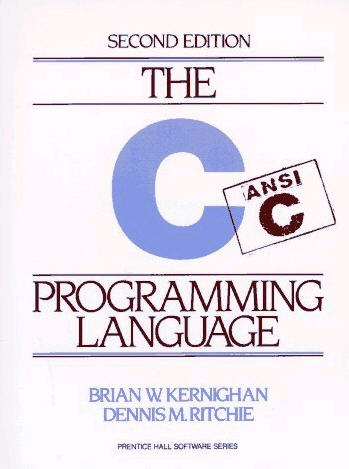 SECOND EDITION
THE
C
ANSI
C
PROGRAMMING
LANGUAGE
BRIAN W. KERNIGHAN
DENNIS M. RITCHIE
PRENTICE HALL SOFTWARE SERIES